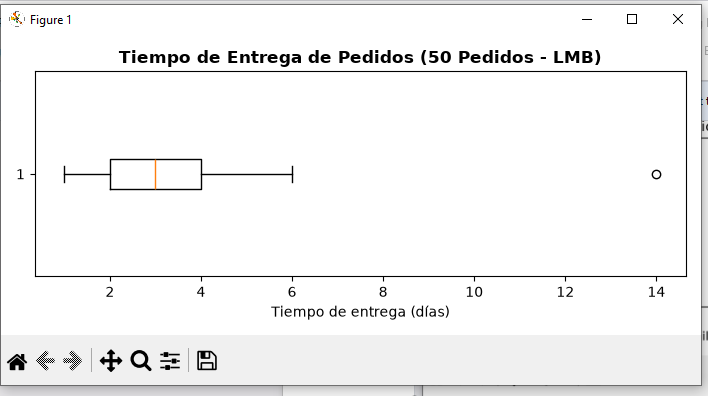 Figure 1
Tiempo de Entrega de Pedidos (50 Pedidos - LMB)
1
2 4 6 8 10 12 14
Tiempo de entrega (días)